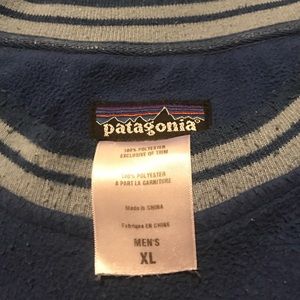 patagonia
100% POLYESTER
EXCLUSIVE OF TRIM
100% POLYESTER
A PART LA GARNITURE
Made in CHINA
Fabriqué EN CHINE
MEN'S
XL